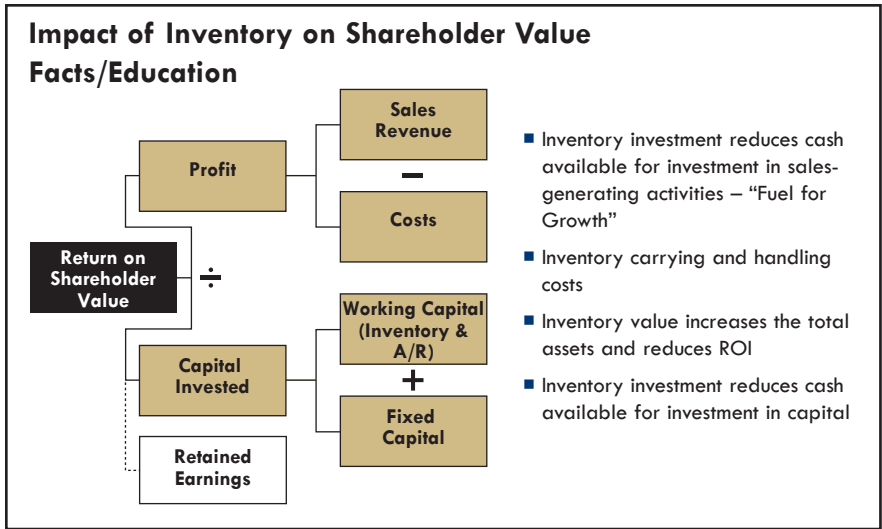 Impact of Inventory on Shareholder Value
Facts/Education
Return on
Shareholder
Value
÷
Profit
Sales
Revenue
−
Costs
Capital
Invested
Working Capital
(Inventory &
A/R)
+
Fixed
Capital
Retained
Earnings
■ Inventory investment reduces cash
available for investment in sales-
generating activities – “Fuel for
Growth”
■ Inventory carrying and handling
costs
■ Inventory value increases the total
assets and reduces ROI
■ Inventory investment reduces cash
available for investment in capital